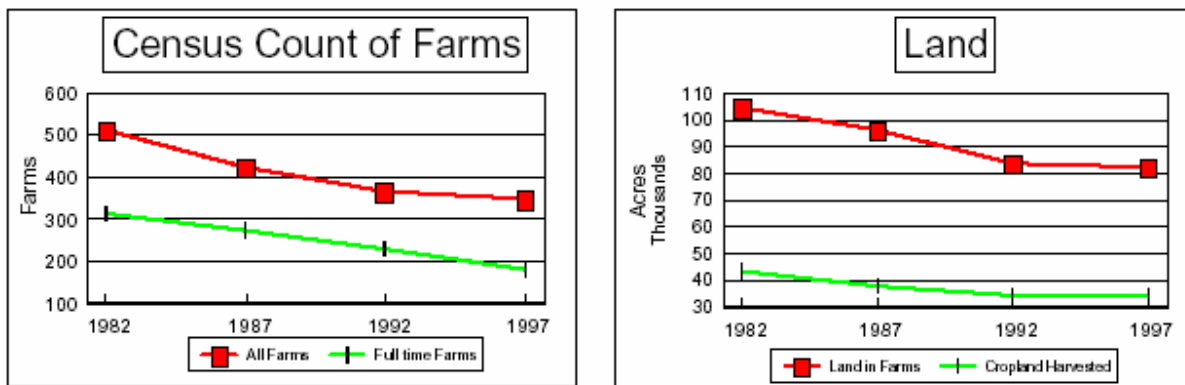 Census Count of Farms
600
500
400
300
200
100
Farms
1982 1987 1992 1997
All Farms Full time Farms
Land
110
100
90
80
70
60
50
40
30
Acres
Thousands
1982 1987 1992 1997
Land in Farms Cropland Harvested